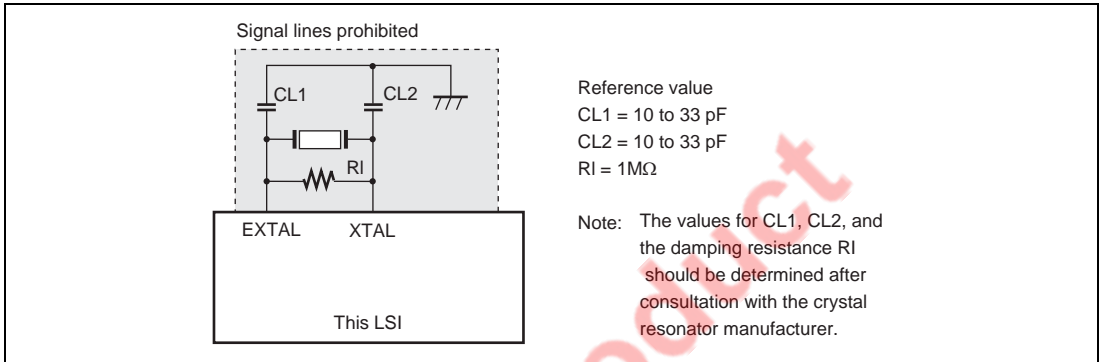 Signal lines prohibited
CL1
CL2
RI
EXTAL
XTAL
This LSI
Reference value
CL1 = 10 to 33 pF
CL2 = 10 to 33 pF
RI = 1MΩ
Note: The values for CL1, CL2, and
the damping resistance RI
should be determined after
consultation with the crystal
resonator manufacturer.
oduct